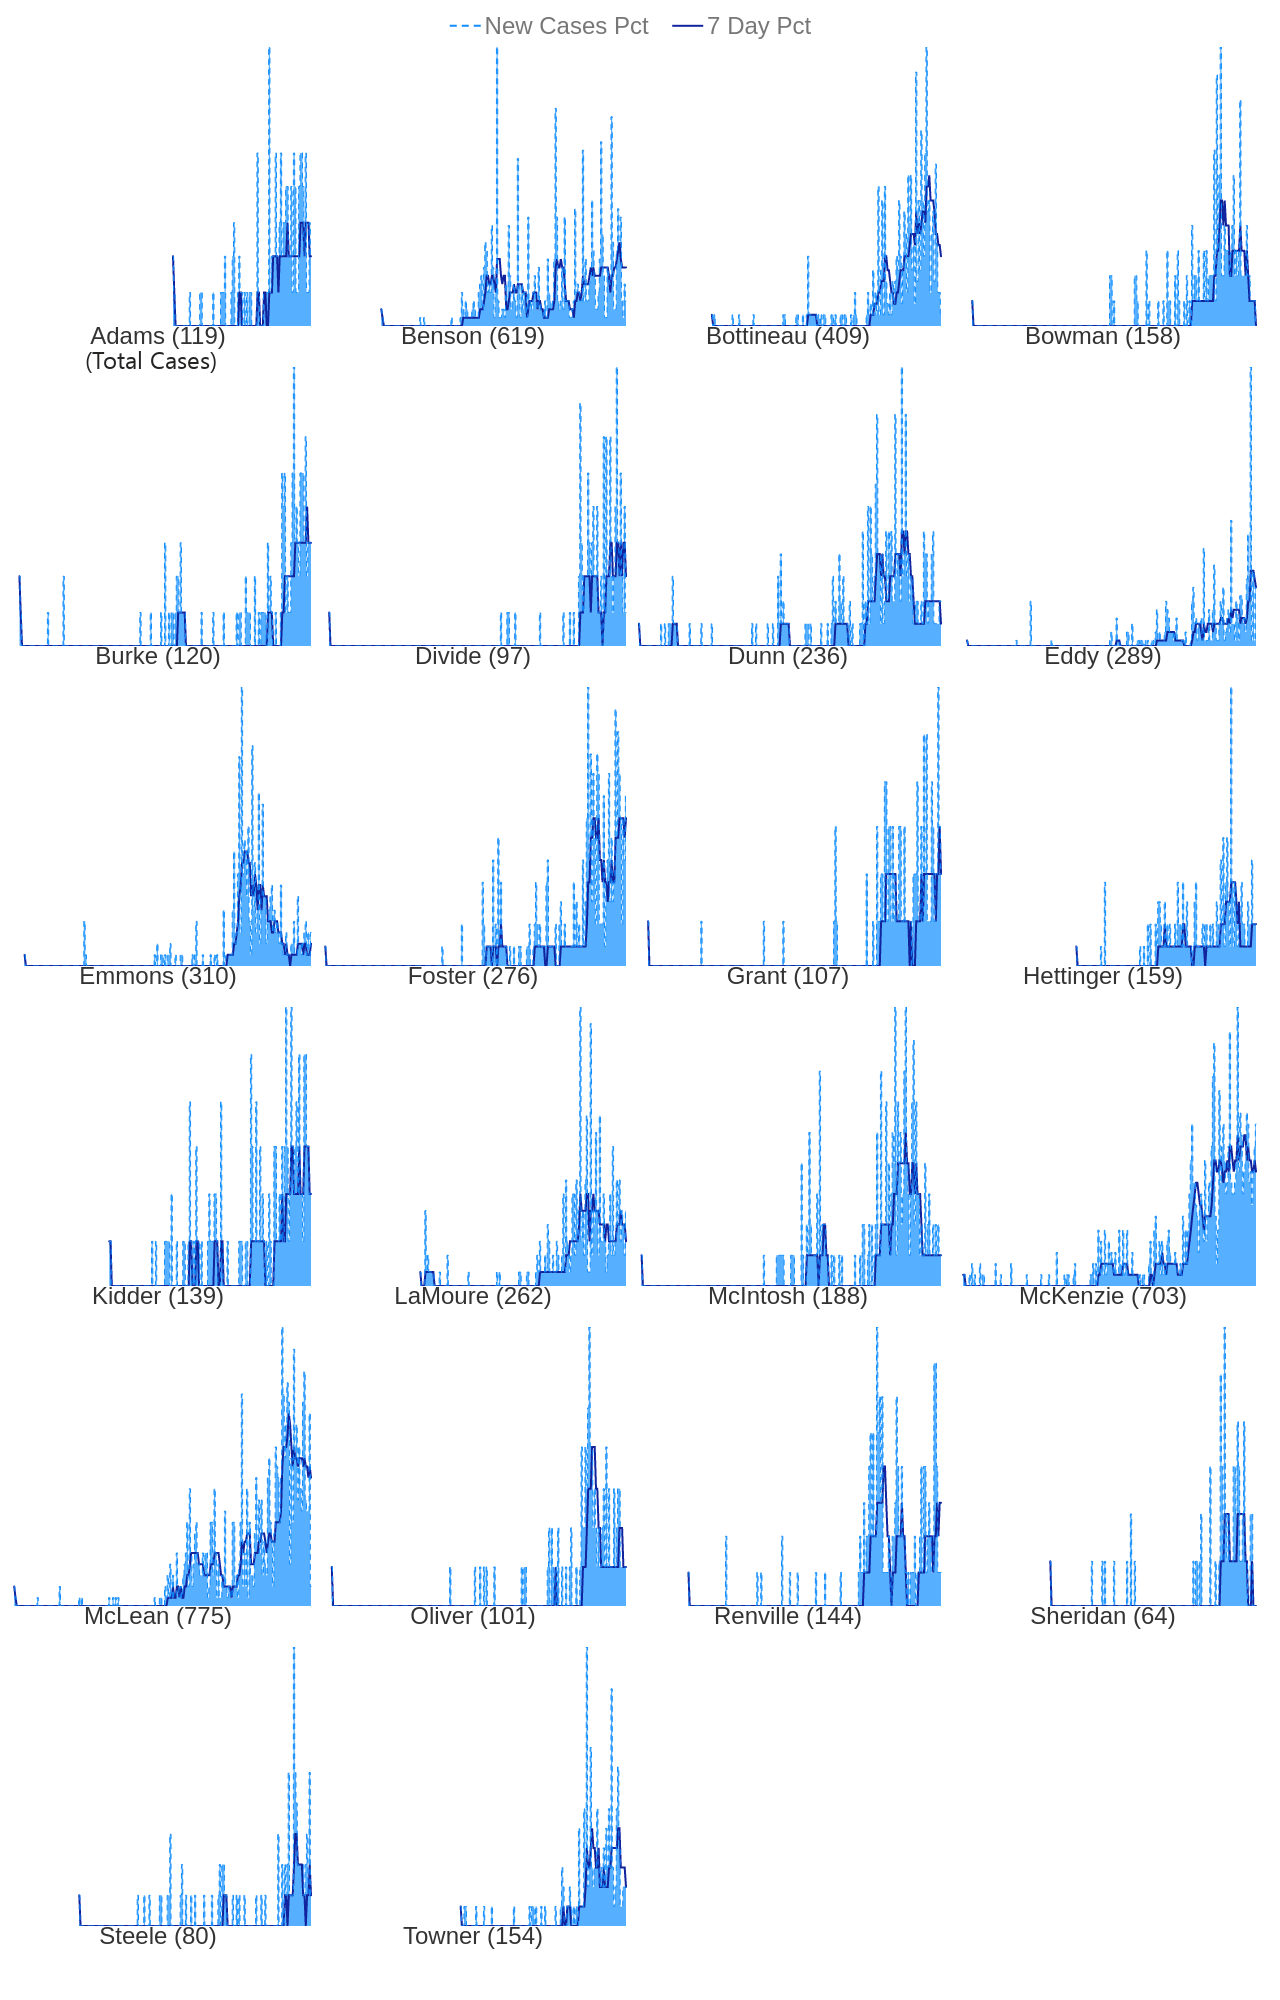 New Cases Pct 7 Day Pct
Adams (119) Benson (619) Bottineau (409) Bowman (158)
(Total Cases)
Burke (120) Divide (97) Dunn (236) Eddy (289)
Emmons (310) Foster (276) Grant (107) Hettinger (159)
Kidder (139) LaMoure (262) McIntosh (188) McKenzie (703)
McLean (775) Oliver (101) Renville (144) Sheridan (64)
Steele (80) Towner (154)